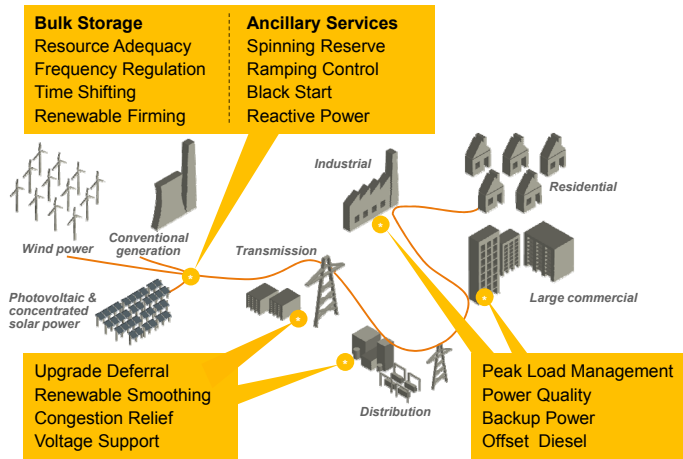 Bulk Storage
Resource Adequacy
Frequency Regulation
Time Shifting
Renewable Firming
Ancillary Services
Spinning Reserve
Ramping Control
Black Start
Reactive Power
Industrial
Residential
Wind power
Conventional
generation
Transmission
Photovoltaic &
concentrated
solar power
Large commercial
Upgrade Deferral
Renewable Smoothing
Congestion Relief
Voltage Support
Distribution
Peak Load Management
Power Quality
Backup Power
Offset Diesel